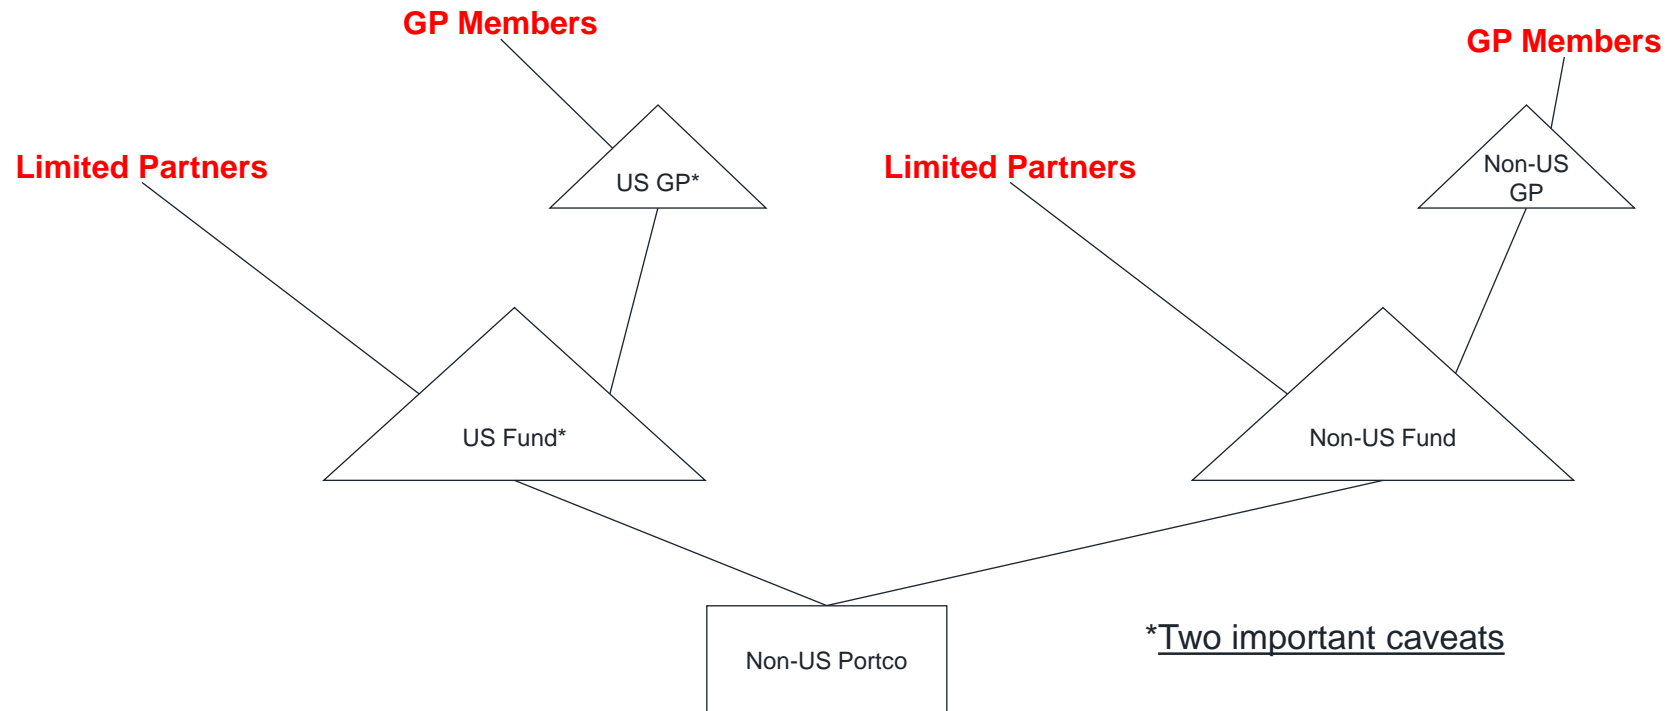 GP Members
GP Members
Limited Partners
US GP*
Limited Partners
Non-US
GP
US Fund*
Non-US Fund
*Two important caveats
Non-US Portco